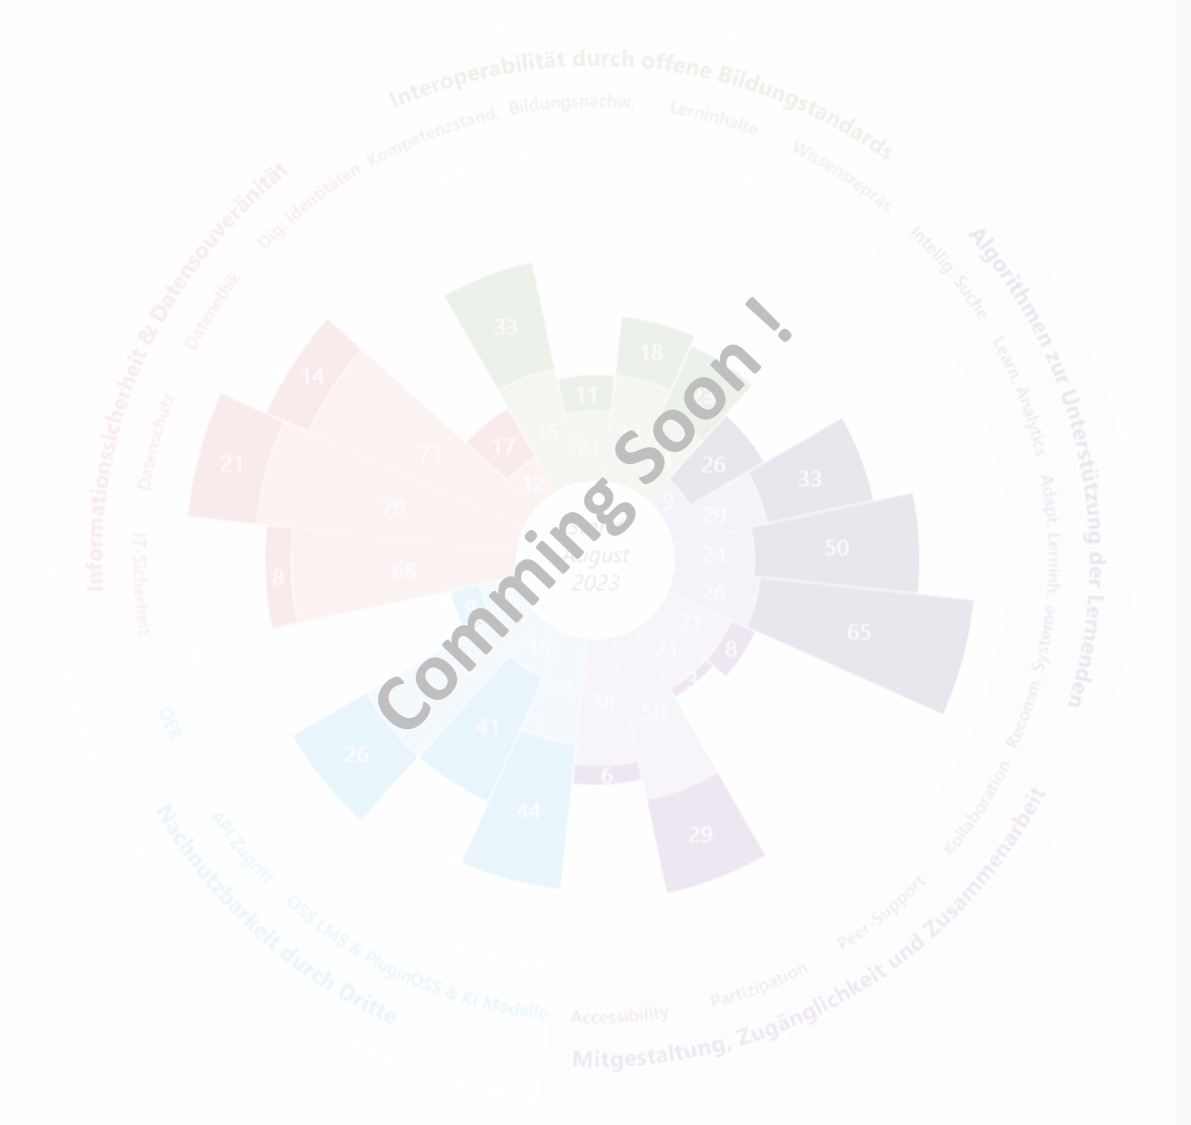 Interoperabilität durch offene Bildungstandards
Kompetenzstand.
Bildungsnachw.
Lerninhalte
Wissensrepräs.
Algorithmen zur Unterstützung der Lernenden
Intellig. Suche
Learn. Analytics
Adapt. Lerninh.
Recomm. Systeme
Mitgestaltung, Zugänglichkeit und Zusammenarbeit
Kollaboration
Peer-Support
Partizipation
Accessibility
Nachnutzbarkeit durch Dritte
OSS & KI Modelle
OSS LMS & Plugin
API Zugriff
OER
Informationssicherheit & Datensouveränität
IT-Sicherheit
Datenschutz
Datenethik
Dig. Identitäten
33
35
11
21
18
23
26
9
33
29
50
24
65
26
21
8
21
29
50
6
38
44
32
41
15
26
9
8
68
21
79
14
71
17
12
August
2023
Comming Soon !